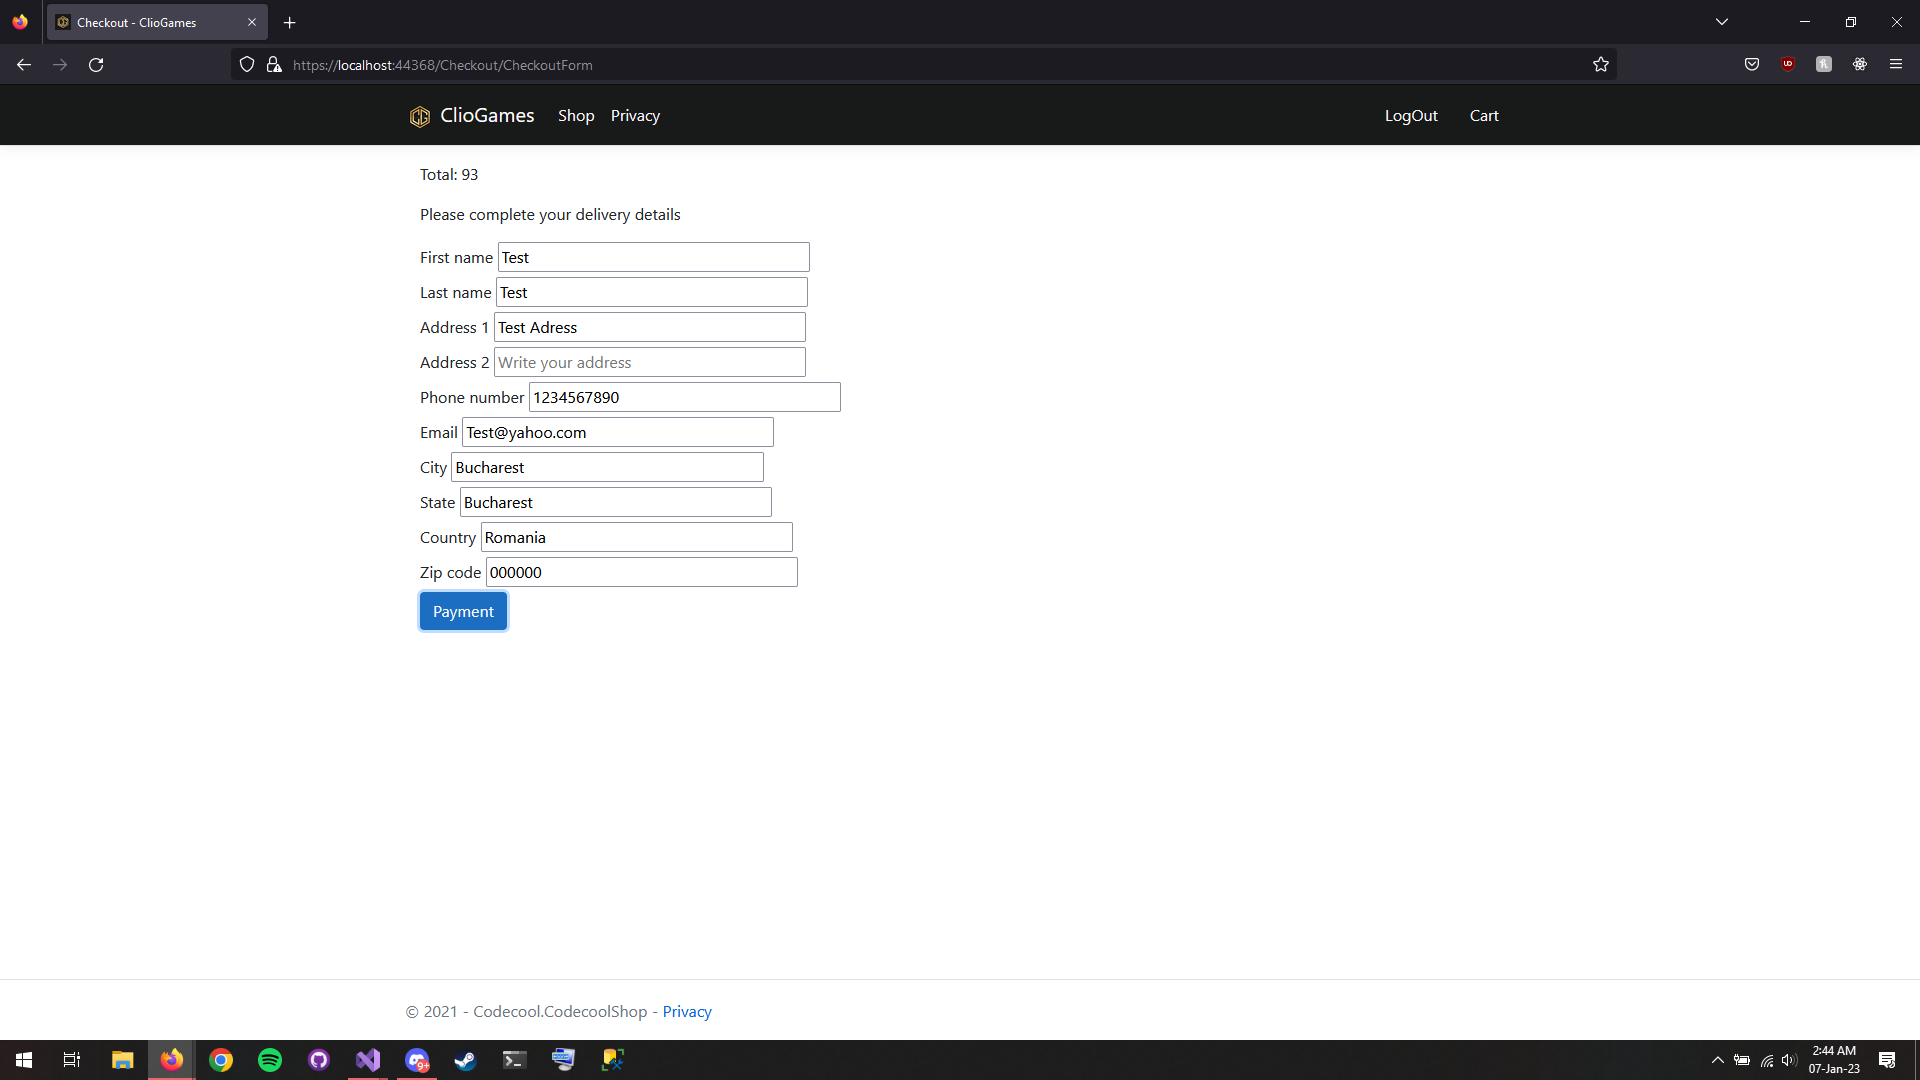 Checkout - ClioGames
https://localhost:44368/Checkout/CheckoutForm
ClioGames Shop Privacy LogOut Cart
Total: 93
Please complete your delivery details
First name Test
Last name Test
Address 1 Test Adress
Address 2 Write your address
Phone number 1234567890
Email Test@yahoo.com
City Bucharest
State Bucharest
Country Romania
Zip code 000000
Payment
© 2021 - Codecool.CodecoolShop - Privacy
9+
2:44 AM
07-Jan-23